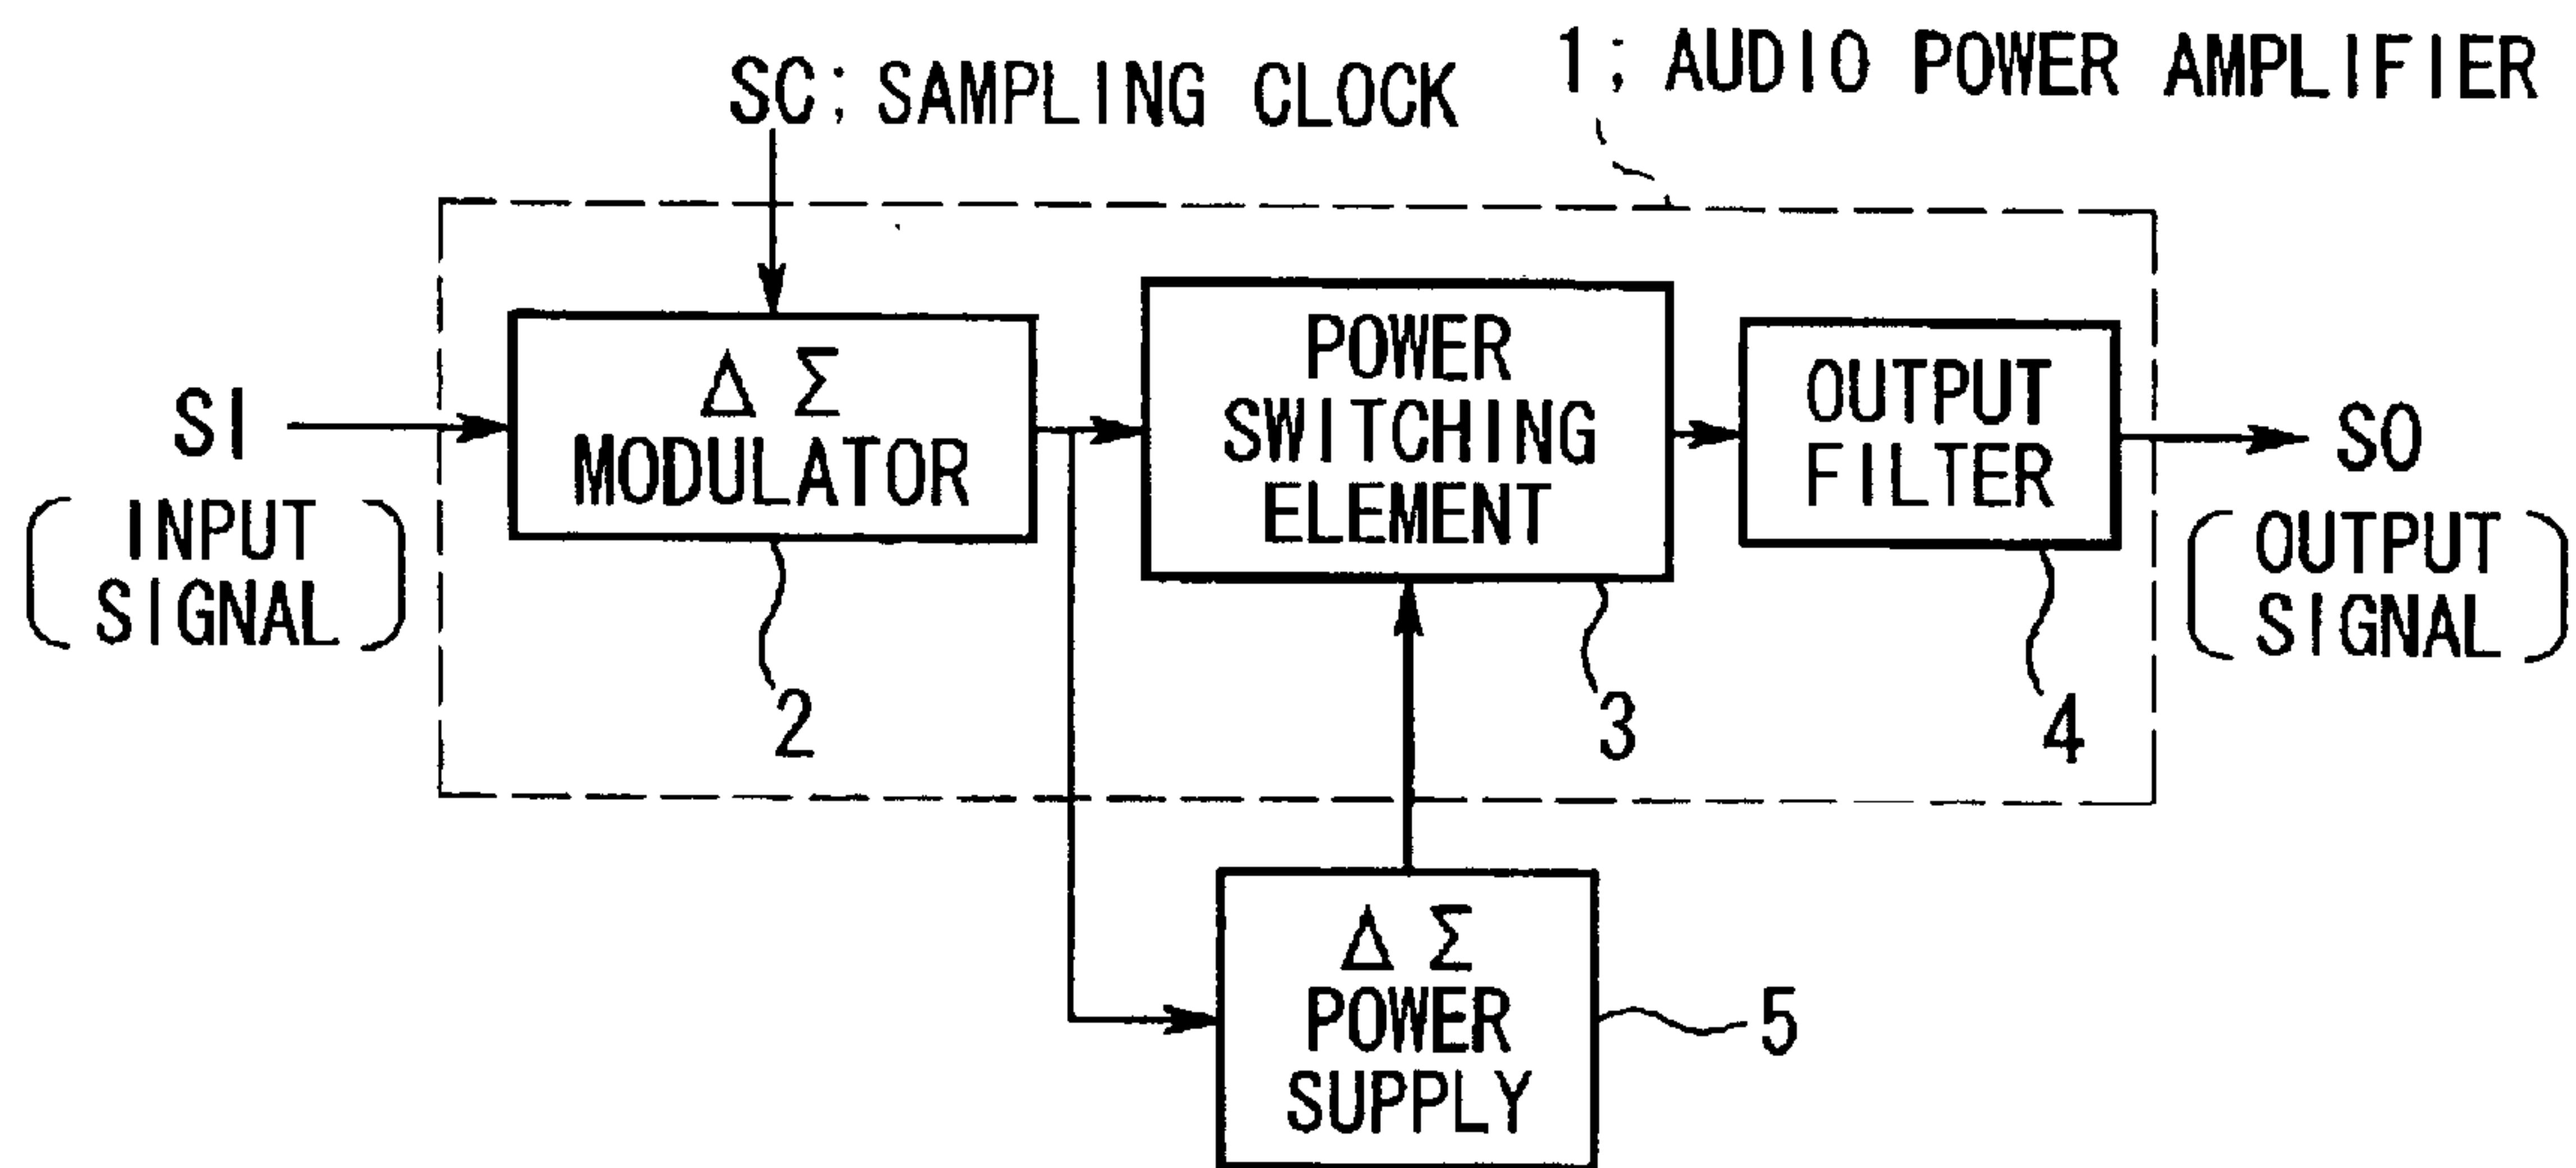 1; AUDIO POWER AMPLIFIER
SC; SAMPLING CLOCK
SI
INPUT
SIGNAL
ΔΣ
MODULATOR
2
POWER
SWITCHING
ELEMENT
3
OUTPUT
FILTER
4
SO
OUTPUT
SIGNAL
ΔΣ
POWER
SUPPLY
5